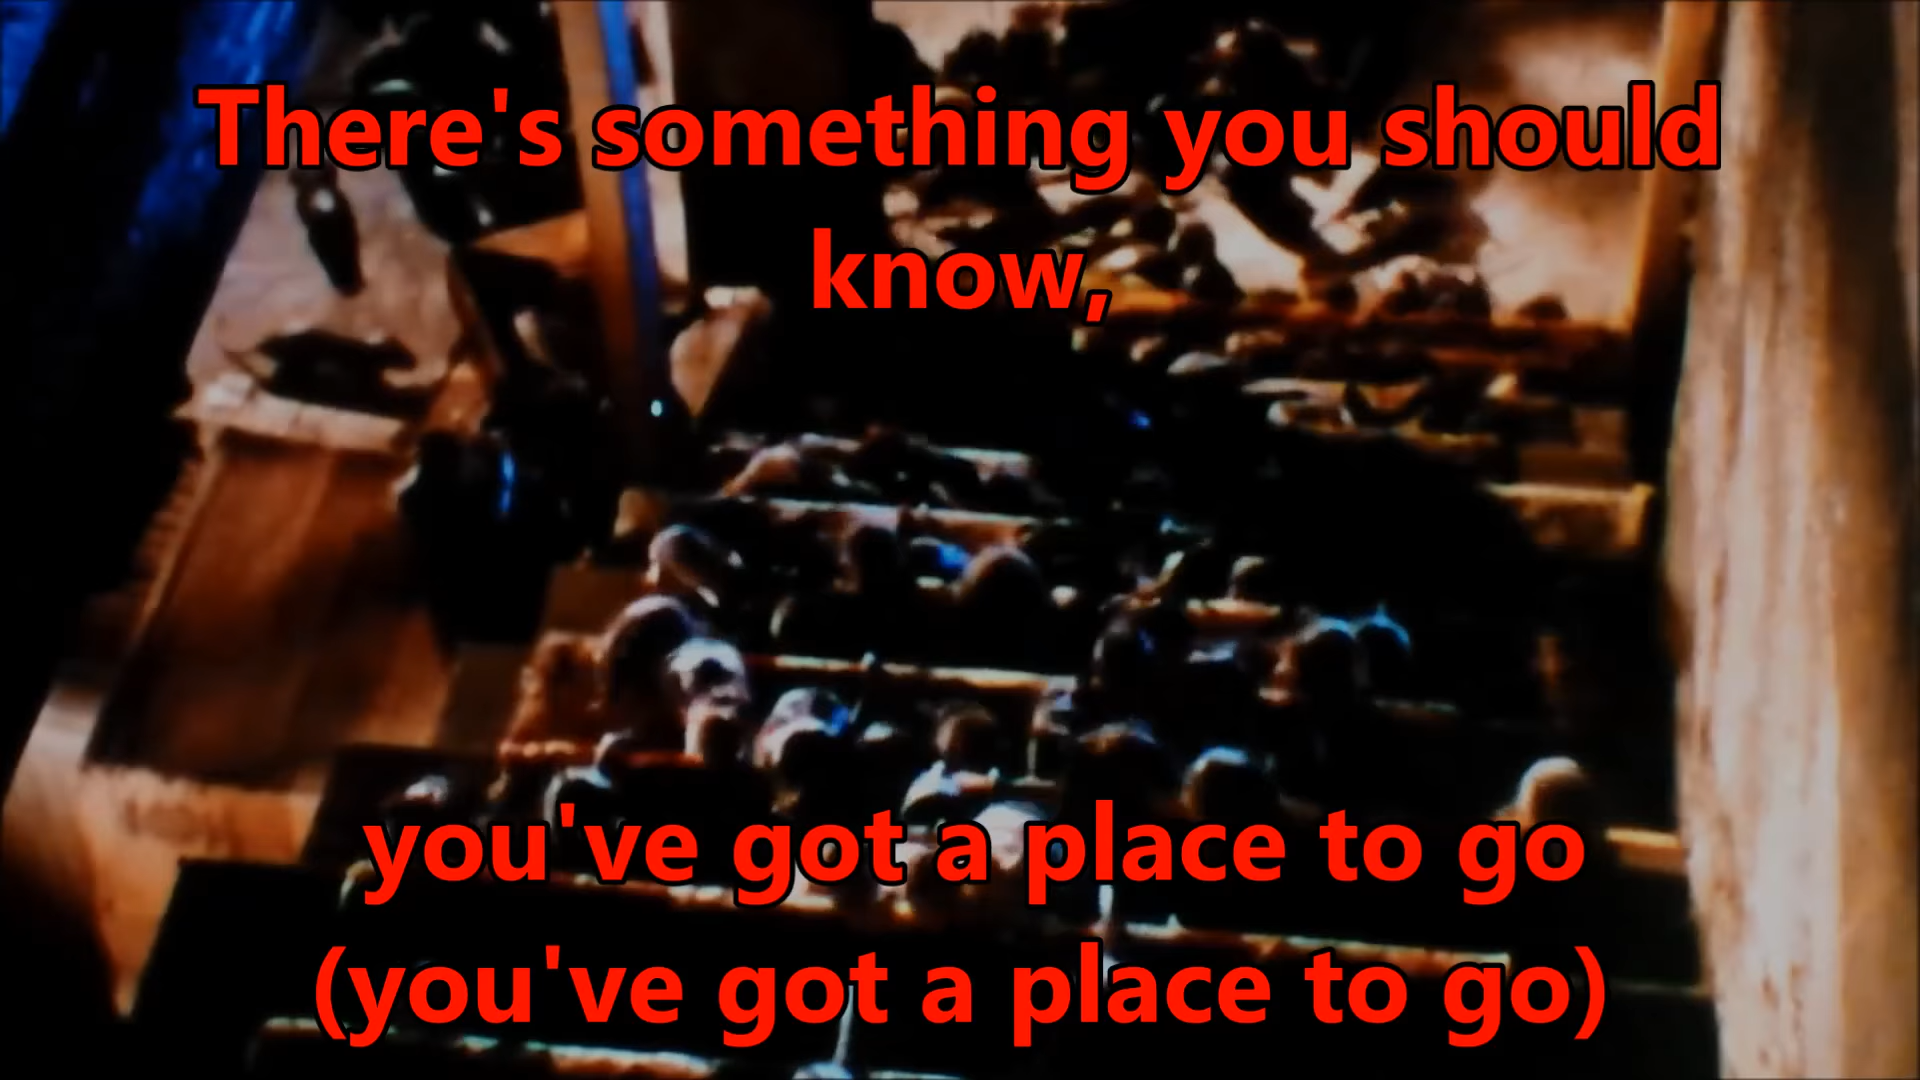 There's something you should
know,
you've got a place to go
(you've got a place to go)